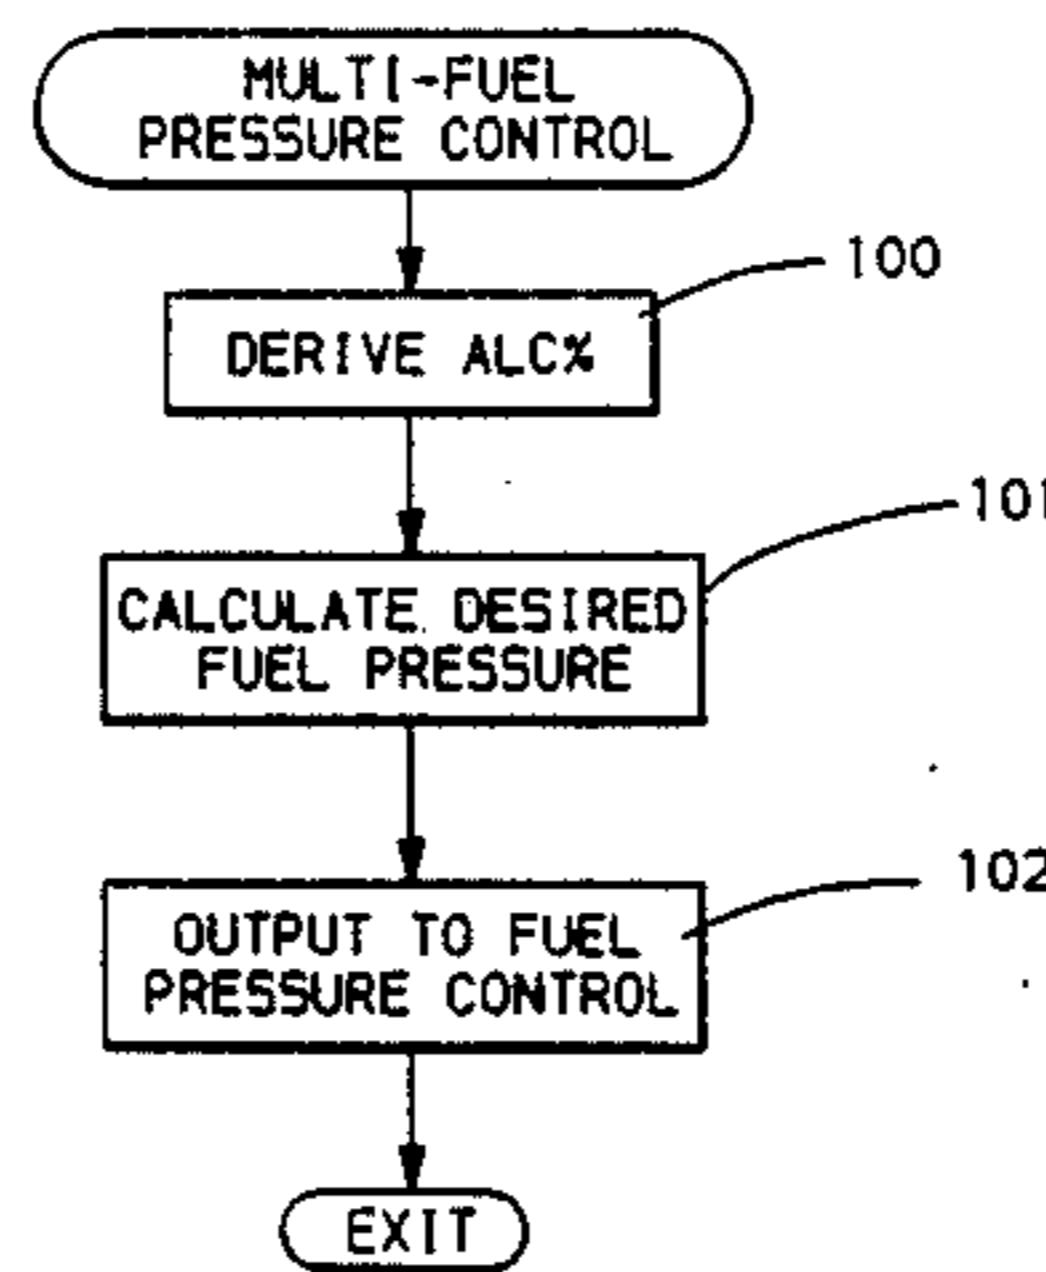 MULTI-FUEL
PRESSURE CONTROL
100
DERIVE ALC%
101
CALCULATE DESIRED
FUEL PRESSURE
102
OUTPUT TO FUEL
PRESSURE CONTROL
EXIT